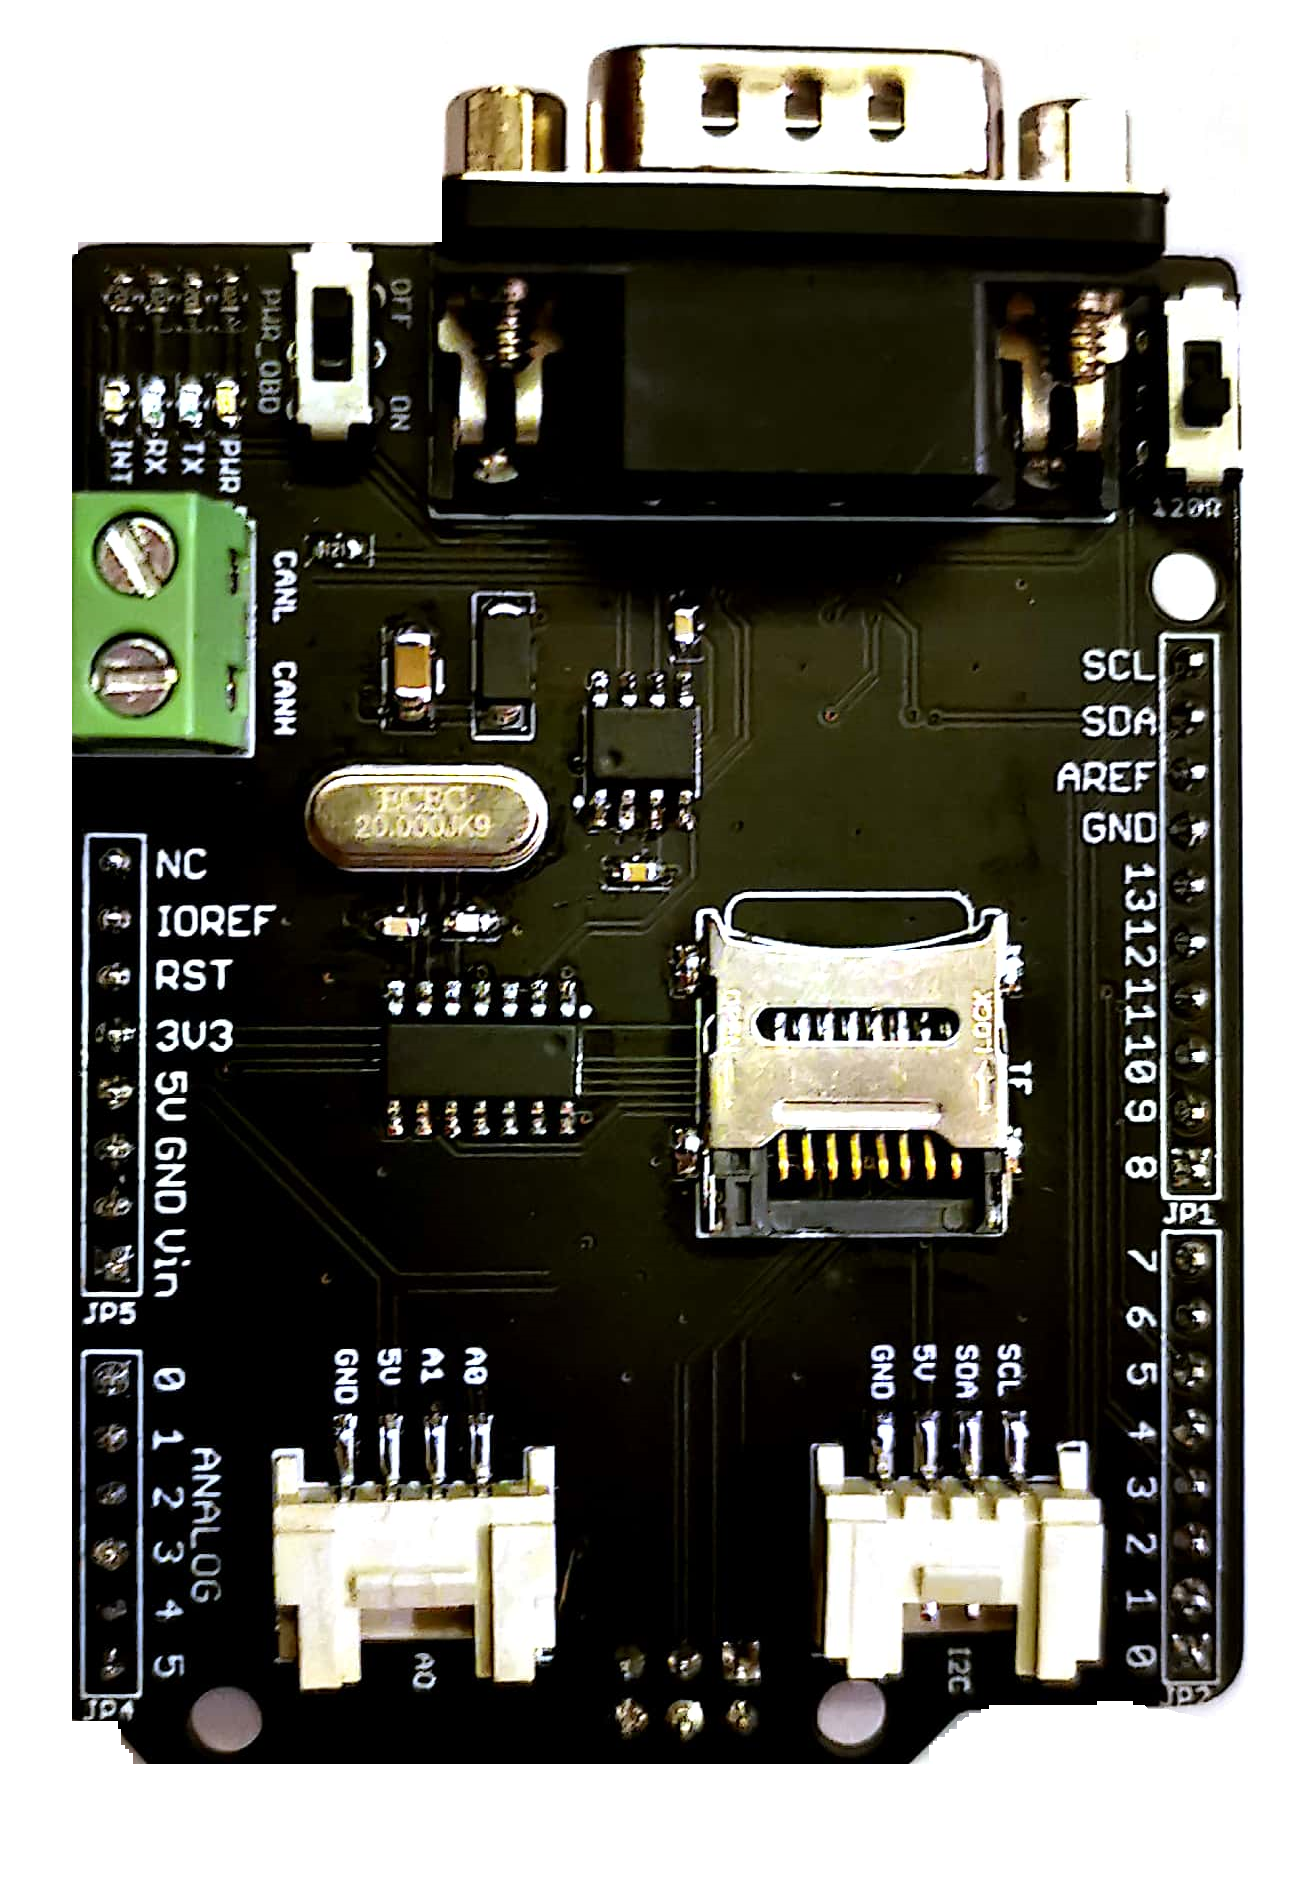 OFF
PWR_OBD
ON
INT
RX
TX
PWR
120Ω
CANL
CANH
ECEC
20.000JK9
SCL
SDA
AREF
GND
13
12
11
10
9
8
JP1
NC
IOREF
RST
3V3
5V
GND
Vin
JP5
LOCK
TF
7
6
5
4
3
2
1
0
JP2
0
1
2
3
4
5
ANALOG
JP4
GND
5V
A1
A0
GND
5V
SDA
SCL
I2C